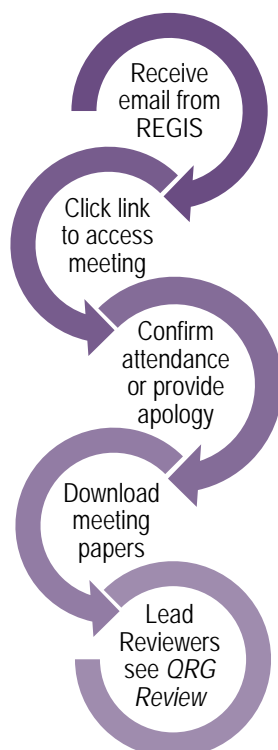 Receive
email from
REGIS
Click link
to access
meeting
Confirm
attendance
or provide
apology
Download
meeting
papers
Lead
Reviewers
see QRG
Review